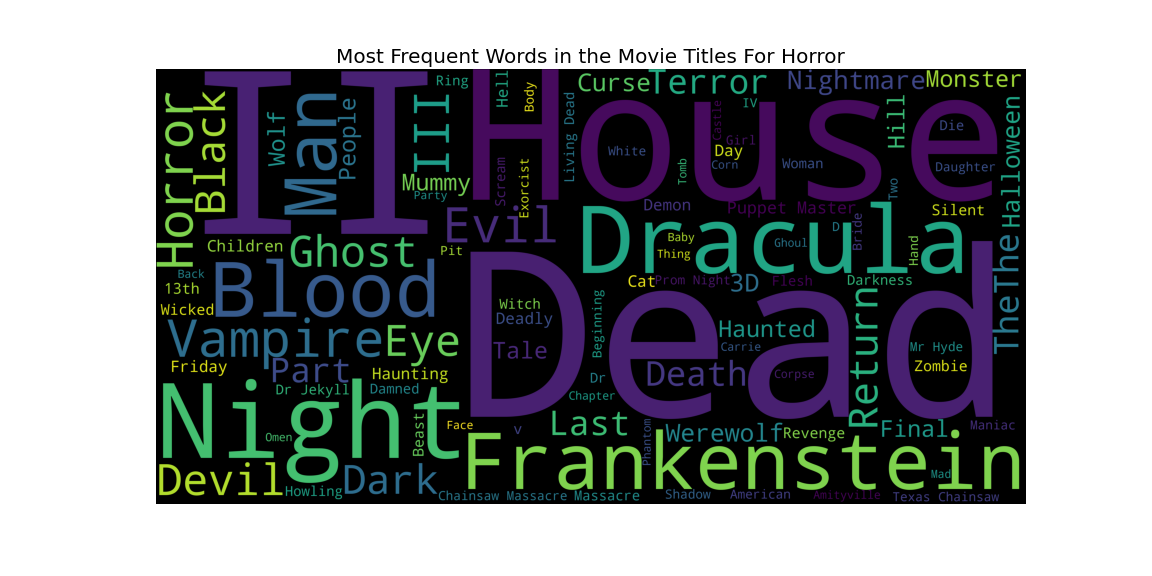 Most Frequent Words in the Movie Titles For Horror
II
House
Dead
Night
Frankenstein
Dracula
Blood
Man
III
Horror
Black
Wolf
People
Ring
Hell
Body
Living Dead
Curse
Terror
Nightmare
Monster
IV
Castle
Girl
Day
Corn
White
Woman
Hill
Die
Daughter
Halloween
Mummy
Party
Scream
Exorcist
Tomb
Two
Evil
Demon
Puppet Master
Silent
Children
Ghost
Pit
Baby
Thing
Ghoul
D
Bride
Hand
Back
13th
Wicked
Cat
Prom Night
3D
Flesh
Darkness
TheThe
Vampire
Eye
Witch
Deadly
Tale
Beginning
Haunted
Carrie
Return
Mr Hyde
Zombie
Friday
Part
Haunting
Death
Corpse
Dr Jekyll
Damned
Dr
Chapter
Omen
Beast
Face
v
Last
Phantom
Werewolf
Revenge
Final
Maniac
Devil
Howling
Dark
Mad
Chainsaw Massacre
Massacre
Shadow
American
Amityville
Texas Chainsaw